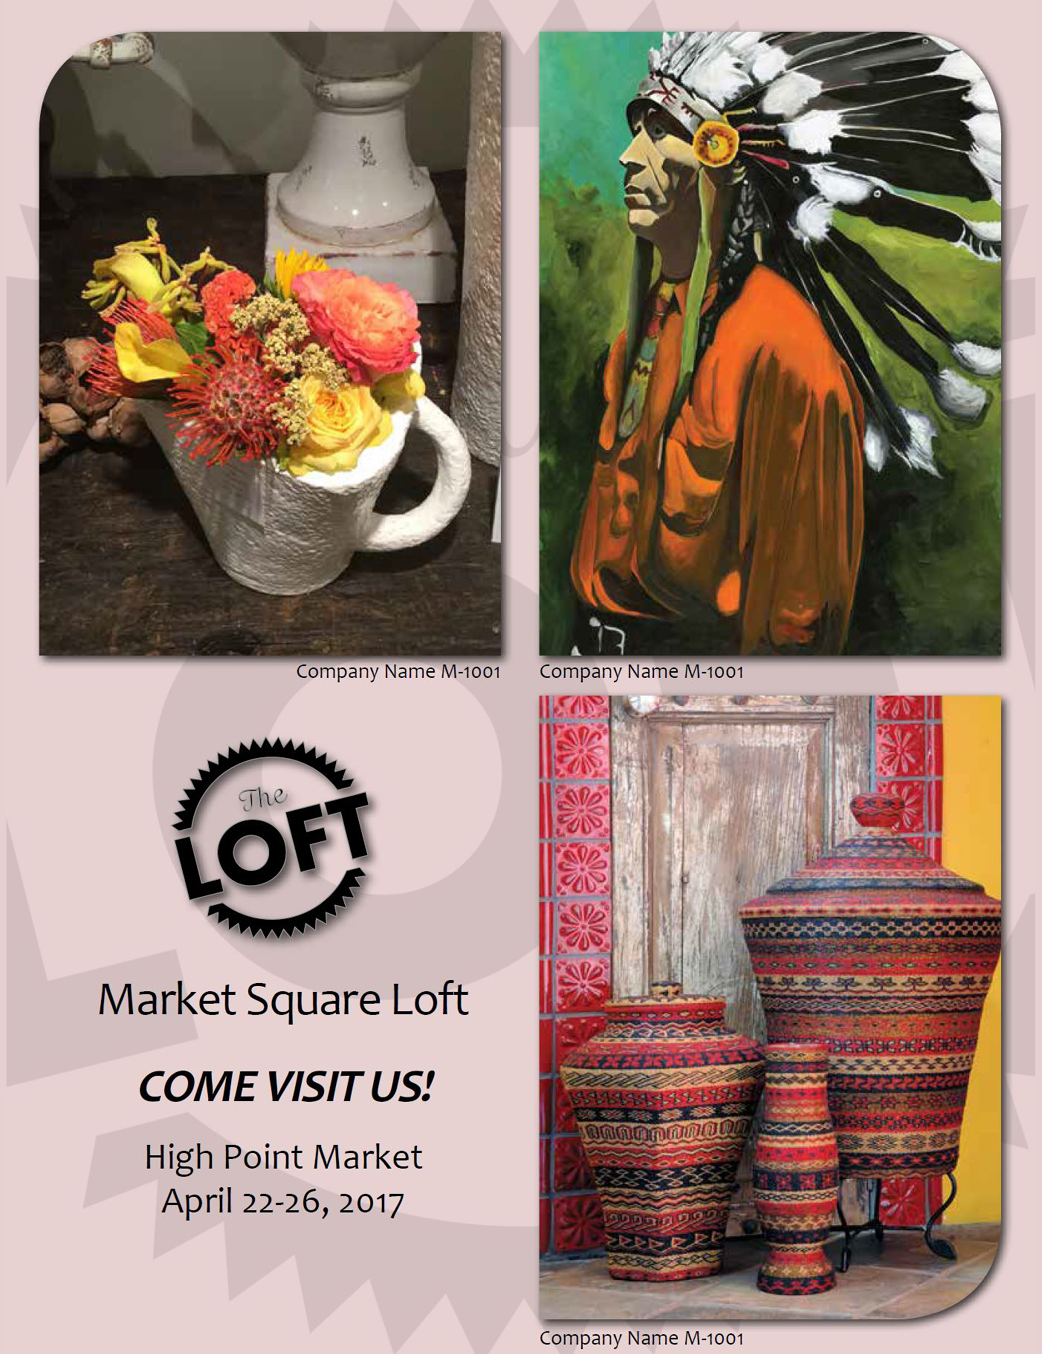 Company Name M-1001
Company Name M-1001
The
LOFT
Market Square Loft
COME VISIT US!
High Point Market
April 22-26, 2017
Company Name M-1001